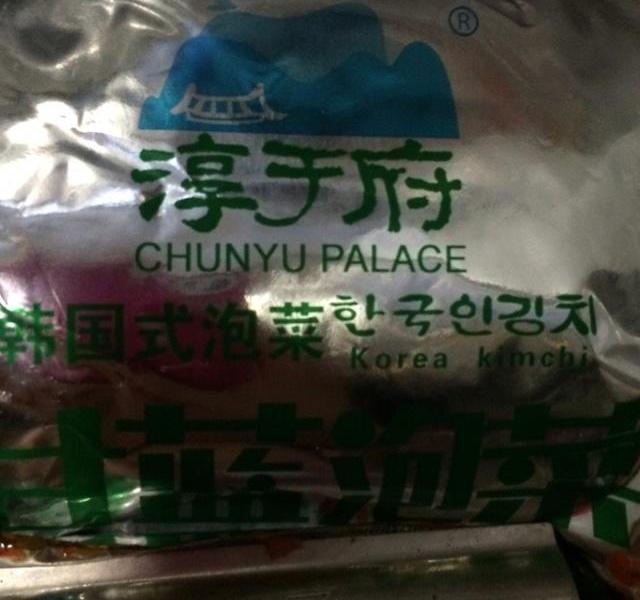 ®
淳于府
CHUNYU PALACE
韩国式泡菜한국인김치
Korea kimchi
甘蓝泡菜